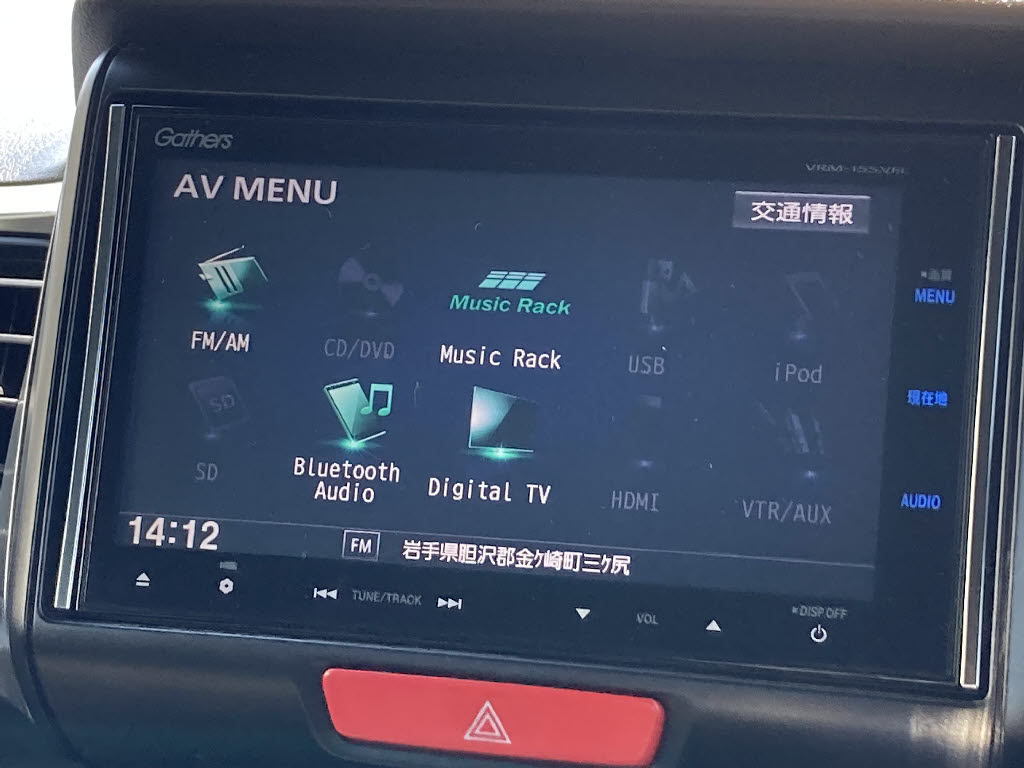 Gathers
AV MENU
交通情報
MENU
FM/AM
CD/DVD
Music Rack
Music Rack
USB
iPod
現在地
SD
SD
Bluetooth
Audio
Digital TV
HDMI
VTR/AUX
AUDIO
14:12
FM
岩手県胆沢郡金ケ崎町三ケ尻
TUNE/TRACK
VOL
DISP OFF